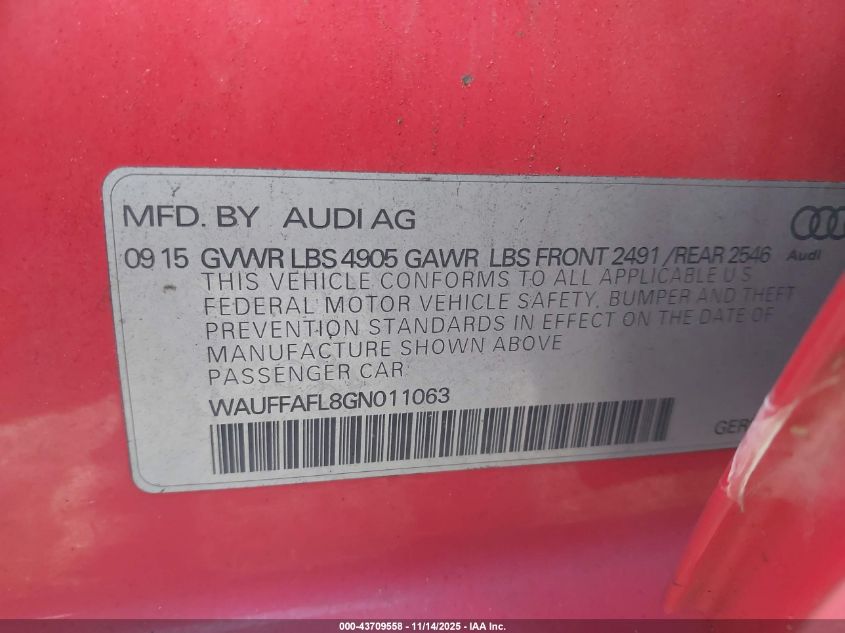 MFD. BY AUDI AG
09 15 GVWR LBS 4905 GAWR LBS FRONT 2491 / REAR 2546
Audi
THIS VEHICLE CONFORMS TO ALL APPLICABLE U S
FEDERAL MOTOR VEHICLE SAFETY, BUMPER AND THEFT
PREVENTION STANDARDS IN EFFECT ON THE DATE OF
MANUFACTURE SHOWN ABOVE
PASSENGER CAR
WAUFFAFL8GN011063
GER
000-43709558 - 11/14/2025 - IAA Inc.